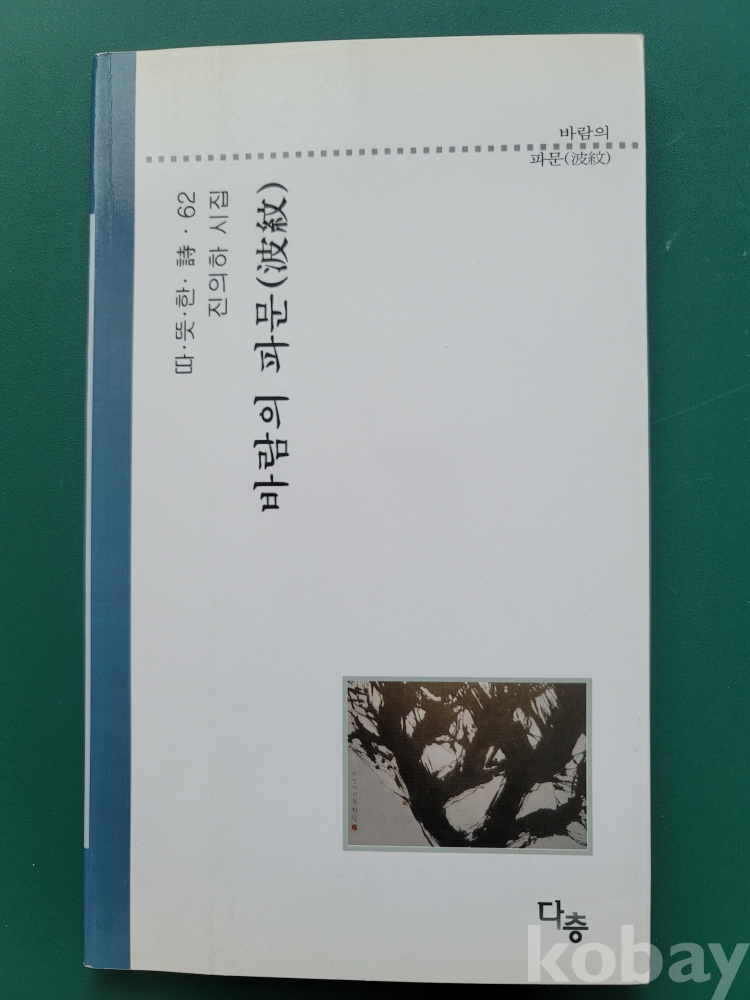 바람의
파문(波紋)
따·뜻·한·詩·62
진의하 시집
바람의 파문(波紋)
다층
kobay